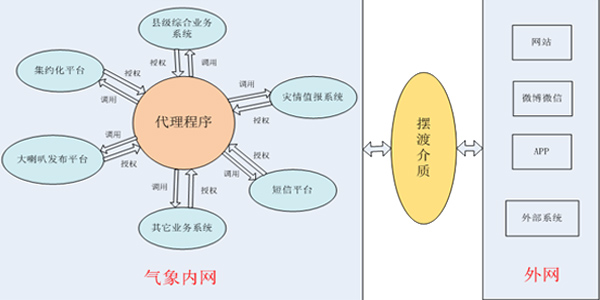 县级综合业务
系统
授权
调用
集约化平台
授权
调用
灾情值报系统
调用
授权
代理程序
大喇叭发布平台
调用
授权
授权
调用
短信平台
调用
授权
其它业务系统
气象内网
摆渡介质
网站
微博微信
APP
外部系统
外网